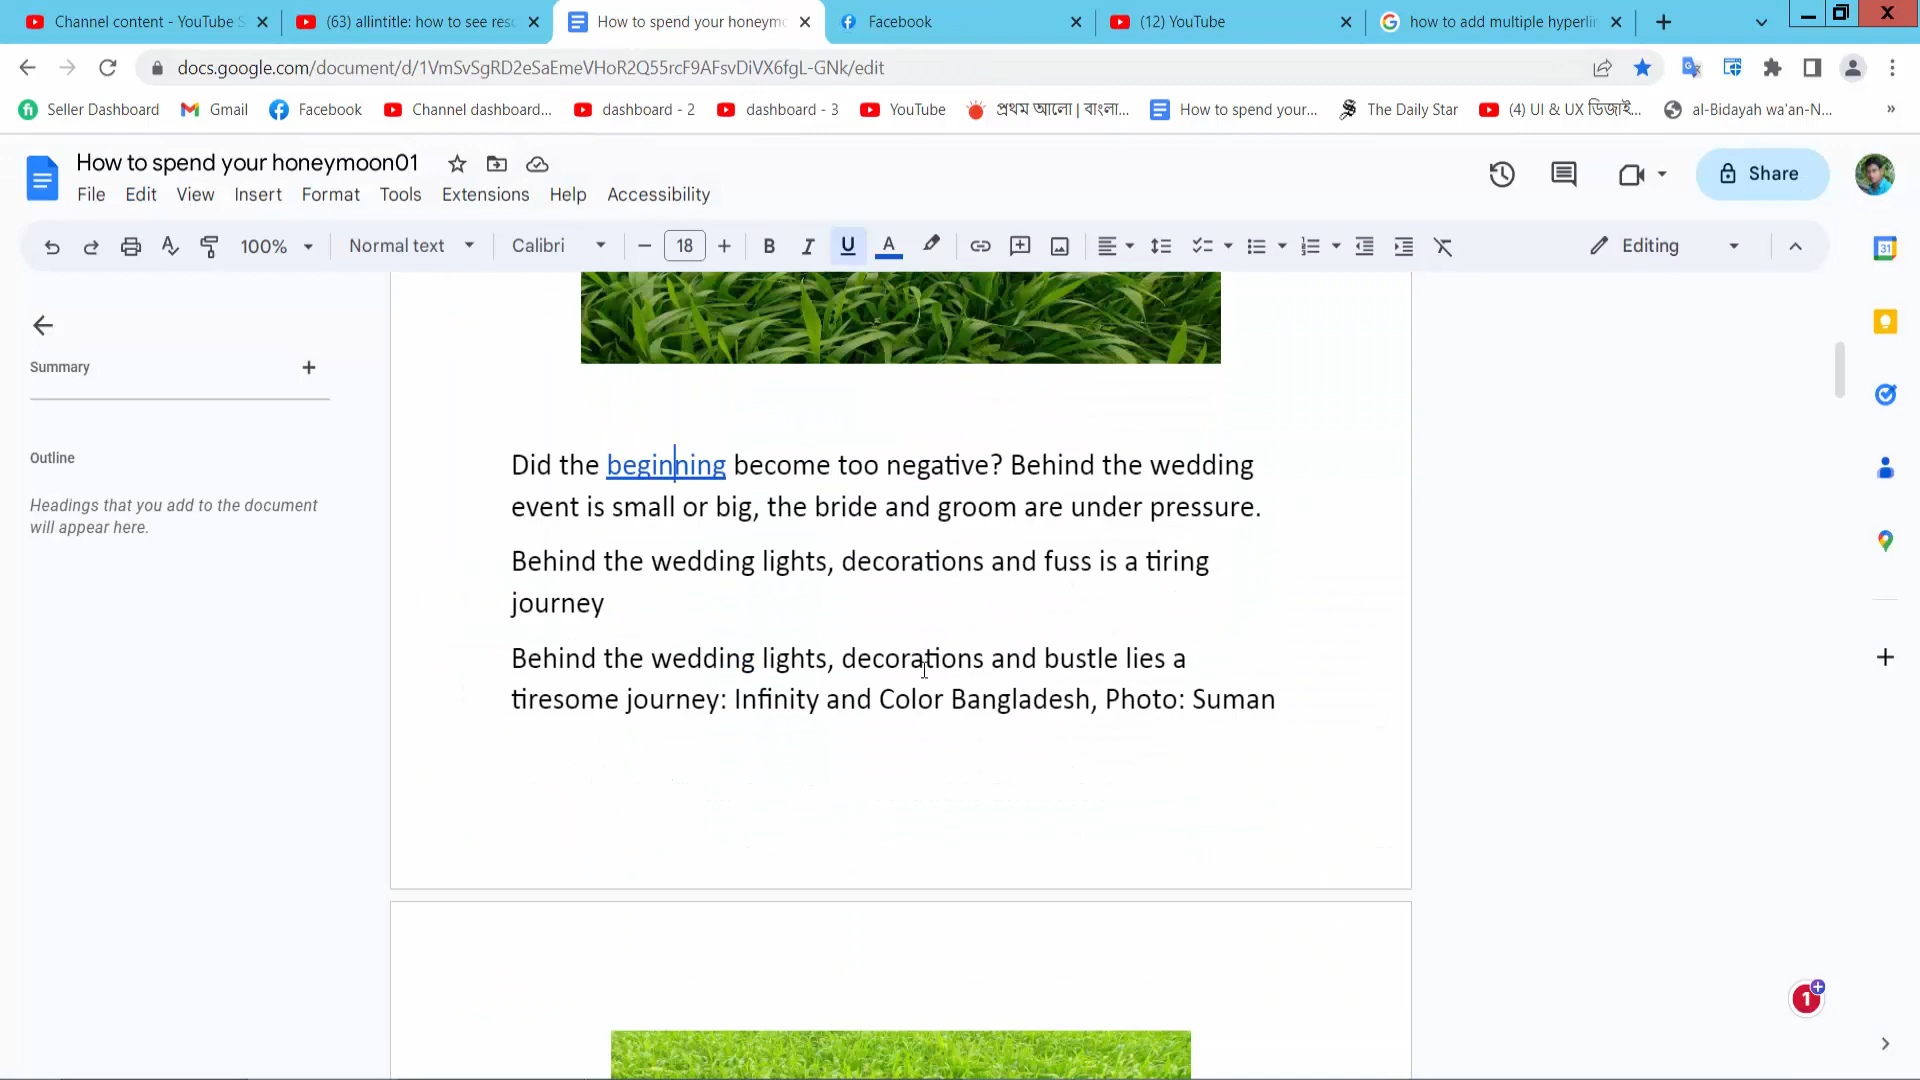 Channel content - YouTube S
(63) allintitle: how to see res
How to spend your honeym
Facebook
(12) YouTube
how to add multiple hyperlin
docs.google.com/document/d/1VmSvSgRD2eSaEmeVHoR2Q55rcF9AFsvDiVX6fgL-GNk/edit
Seller Dashboard
Gmail
Facebook
Channel dashboard...
dashboard - 2
dashboard - 3
YouTube
প্রথম আলো | বাংলা...
How to spend your...
The Daily Star
(4) UI & UX ডিজাই...
al-Bidayah wa'an-N...
»
How to spend your honeymoon01
File Edit View Insert Format Tools Extensions Help Accessibility
Share
100%
Normal text
Calibri
18
B I U A
Editing
31
Summary
Outline
Headings that you add to the document
will appear here.
Did the beginning become too negative? Behind the wedding
event is small or big, the bride and groom are under pressure.
Behind the wedding lights, decorations and fuss is a tiring
journey
Behind the wedding lights, decorations and bustle lies a
tiresome journey: Infinity and Color Bangladesh, Photo: Suman
1